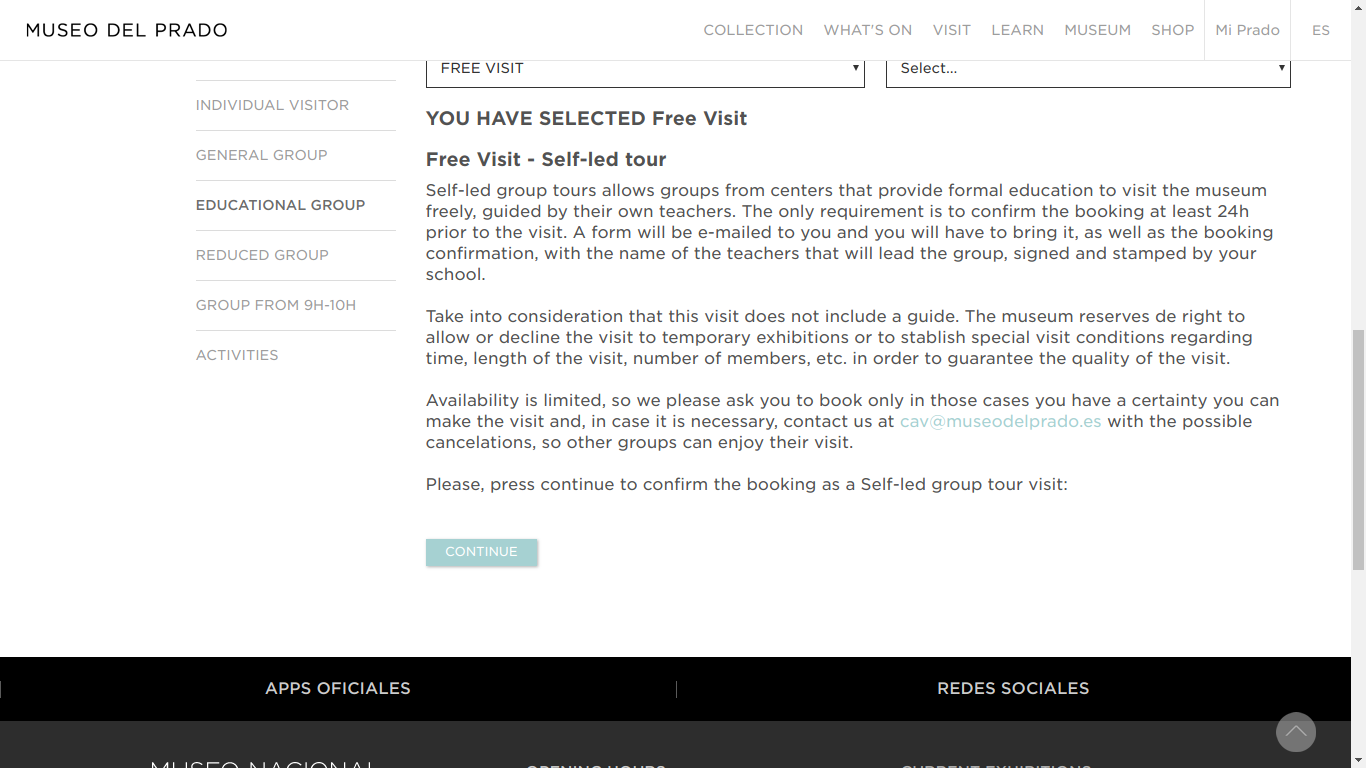 MUSEO DEL PRADO
COLLECTION
WHAT'S ON
VISIT
LEARN
MUSEUM
SHOP
Mi Prado
ES
INDIVIDUAL VISITOR
GENERAL GROUP
EDUCATIONAL GROUP
REDUCED GROUP
GROUP FROM 9H-10H
ACTIVITIES
FREE VISIT
Select...
YOU HAVE SELECTED Free Visit
Free Visit - Self-led tour
Self-led group tours allows groups from centers that provide formal education to visit the museum
freely, guided by their own teachers. The only requirement is to confirm the booking at least 24h
prior to the visit. A form will be e-mailed to you and you will have to bring it, as well as the booking
confirmation, with the name of the teachers that will lead the group, signed and stamped by your
school.
Take into consideration that this visit does not include a guide. The museum reserves de right to
allow or decline the visit to temporary exhibitions or to stablish special visit conditions regarding
time, length of the visit, number of members, etc. in order to guarantee the quality of the visit.
Availability is limited, so we please ask you to book only in those cases you have a certainty you can
make the visit and, in case it is necessary, contact us at cav@museodelprado.es with the possible
cancelations, so other groups can enjoy their visit.
Please, press continue to confirm the booking as a Self-led group tour visit:
CONTINUE
APPS OFICIALES
REDES SOCIALES
MUSEO NACIONAL
OPENING HOURS
CURRENT EXHIBITIONS